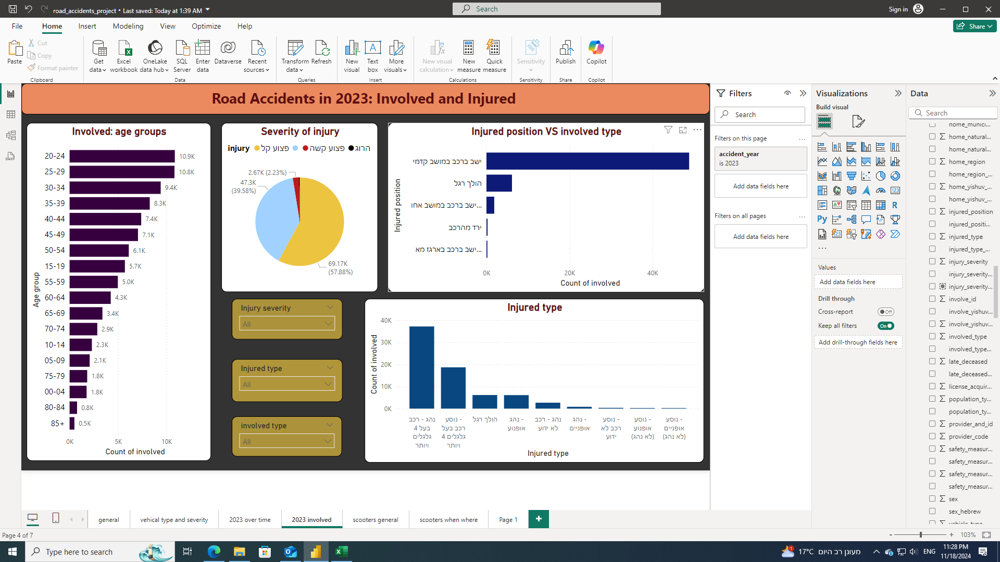 road_accidents_project • Last saved: Today at 1:39 AM
Search
Sign in
File
Home
Insert
Modeling
View
Optimize
Help
Share
Paste
Cut
Copy
Format painter
Clipboard
Get data
Excel workbook
OneLake data hub
SQL Server
Enter data
Dataverse
Recent sources
Data
Transform data
Refresh
Queries
New visual
Text box
More visuals
Insert
New visual calculation
New measure
Quick measure
Calculations
Sensitivity
Sensitivity
Publish
Share
Copilot
Copilot
Road Accidents in 2023: Involved and Injured
Involved: age groups
Age group
20-24 10.9K
25-29 10.8K
30-34 9.4K
35-39 8.3K
40-44 7.4K
45-49 7.1K
50-54 6.1K
15-19 5.7K
55-59 5.0K
60-64 4.3K
65-69 3.4K
70-74 2.9K
10-14 2.3K
05-09 2.1K
75-79 1.8K
00-04 1.8K
80-84 0.8K
85+ 0.5K
0K 5K 10K
Count of involved
Severity of injury
injury פצוע קל פצוע קשה הרוג
2.67K (2.23%)
47.3K
(39.58%)
69.17K
(57.88%)
Injured position VS involved type
Injured position
ישב ברכב במושב קדמי
הולך רגל
ישב ברכב במושב אחו...
ירד מהרכב
ישב ברכב בארגז מא...
0K 20K 40K
Count of involved
Injury severity
All
Injured type
All
involved type
All
Injured type
Count of involved
40K
30K
20K
10K
0K
נהג - רכב
בעל 4
גלגלים
ויותר
נוסע -
רכב בעל
4 גלגלים
ויותר
הולך רגל
נהג -
אופנוע
נהג - רכב
לא ידוע
נהג -
אופניים
נוסע -
רכב לא
ידוע
נוסע -
אופנוע
(לא נהג)
נוסע -
אופניים
(לא נהג)
Injured type
Filters
Search
Filters on this page
...
accident_year
is 2023
Add data fields here
Filters on all pages
...
Add data fields here
Visualizations
Build visual
R
Py
...
Values
Add data fields here
Drill through
Cross-report
Off
Keep all filters
On
Add drill-through fields here
Data
Search
home_munici...
home_natural...
home_natural...
home_region
home_region_...
home_yishuv_...
home_yishuv_...
injured_position
injured_positi...
injured_type
injured_type_...
injury_severity
injury_severity...
injury_severity...
involve_id
involve_yishuv...
involve_yishuv...
involved_type
involved_type...
late_deceased
late_deceased...
license_acquir...
population_ty...
population_ty...
provider_and_id
provider_code
safety_measur...
safety_measur...
safety_measur...
safety_measur...
sex
sex_hebrew
vehicle_type
general
vehical type and severity
2023 over time
2023 involved
scooters general
scooters when where
Page 1
+
Page 4 of 7
- + 103%
Type here to search
1
17°C מעונן רב היום
ENG
11:28 PM
11/18/2024